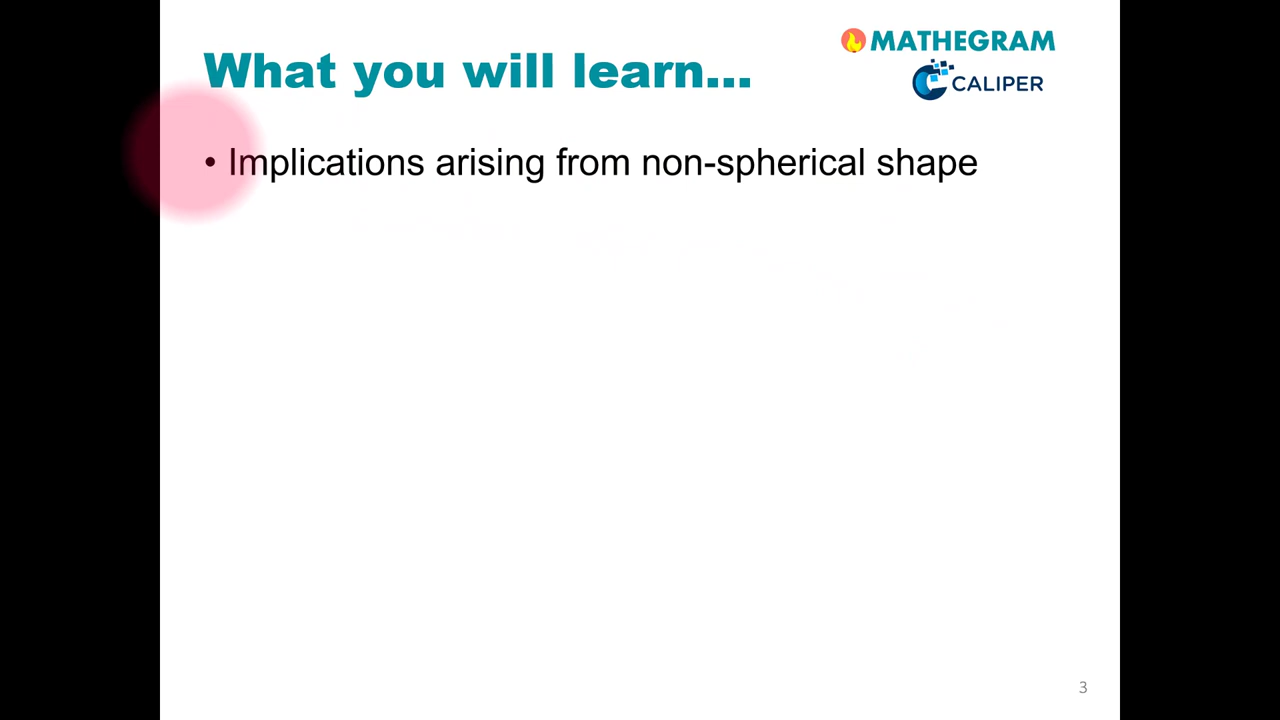 What you will learn...
MATHEGRAM
CALIPER
• Implications arising from non-spherical shape
3